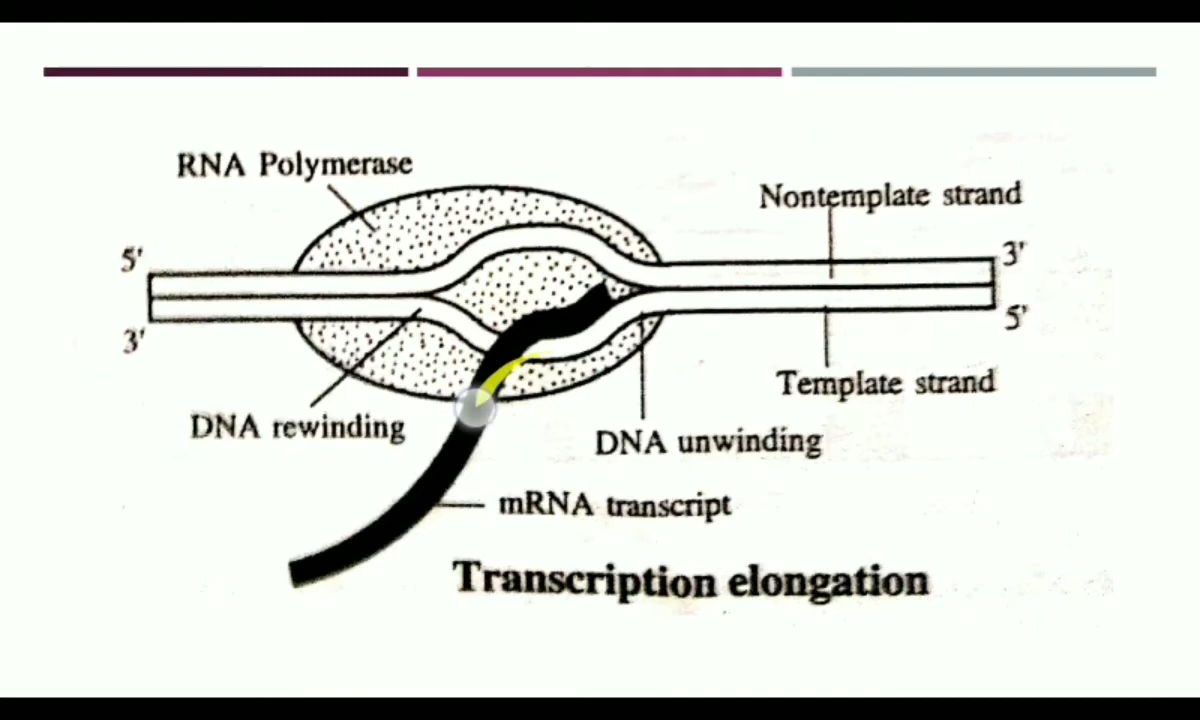 RNA Polymerase
Nontemplate strand
5'
3'
3'
5'
Template strand
DNA rewinding
DNA unwinding
mRNA transcript
Transcription elongation